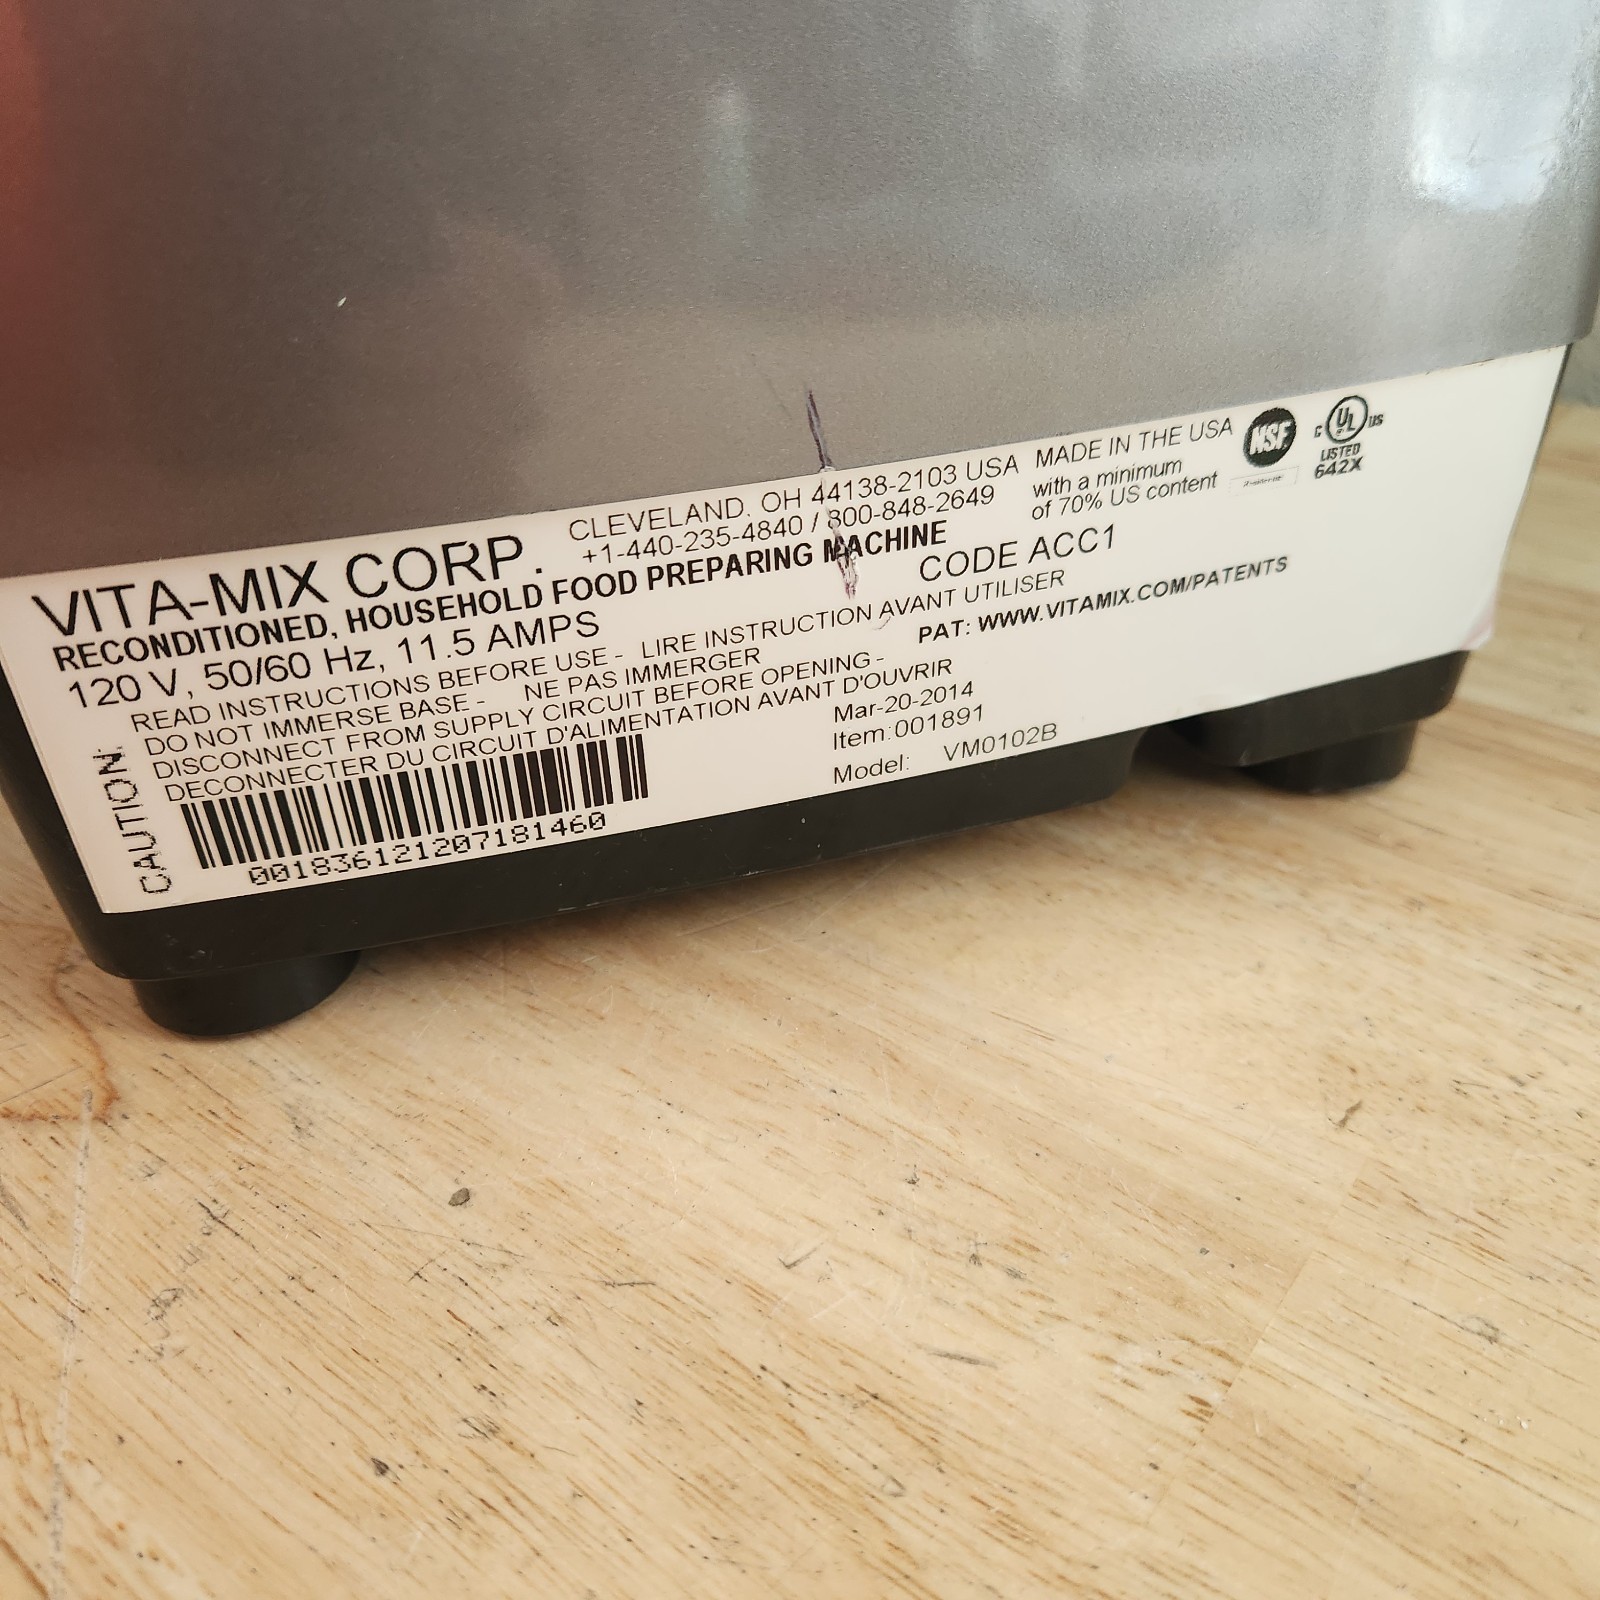 VITA-MIX CORP.
CLEVELAND, OH 44138-2103 USA
+1-440-235-4840 / 800-848-2649
MADE IN THE USA
with a minimum
of 70% US content
NSF
C UL US
LISTED
642X
RECONDITIONED, HOUSEHOLD FOOD PREPARING MACHINE
120 V, 50/60 Hz, 11.5 AMPS
CODE ACC1
CAUTION:
READ INSTRUCTIONS BEFORE USE - LIRE INSTRUCTION AVANT UTILISER
DO NOT IMMERSE BASE - NE PAS IMMERGER
DISCONNECT FROM SUPPLY CIRCUIT BEFORE OPENING -
DECONNECTER DU CIRCUIT D'ALIMENTATION AVANT D'OUVRIR
PAT: WWW.VITAMIX.COM/PATENTS
Mar-20-2014
Item:001891
Model: VM0102B
001836121207181460